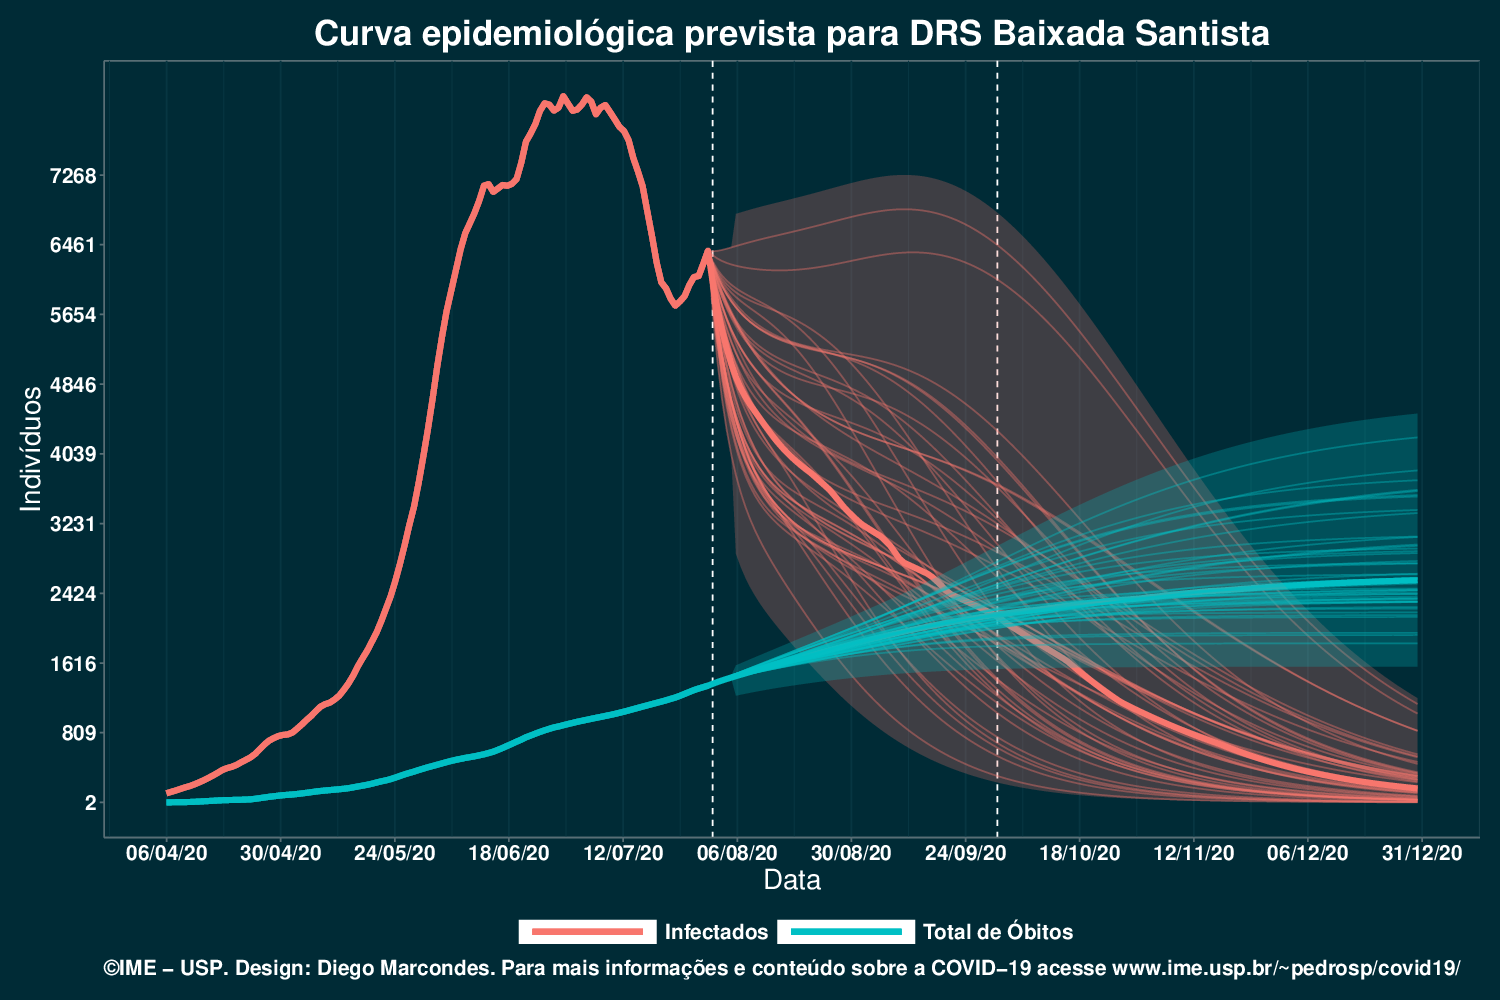 Curva epidemiológica prevista para DRS Baixada Santista
Indivíduos
7268
6461
5654
4846
4039
3231
2424
1616
809
2
06/04/20 30/04/20 24/05/20 18/06/20 12/07/20 06/08/20 30/08/20 24/09/20 18/10/20 12/11/20 06/12/20 31/12/20
Data
Infectados Total de Óbitos
©IME − USP. Design: Diego Marcondes. Para mais informações e conteúdo sobre a COVID−19 acesse www.ime.usp.br/~pedrosp/covid19/